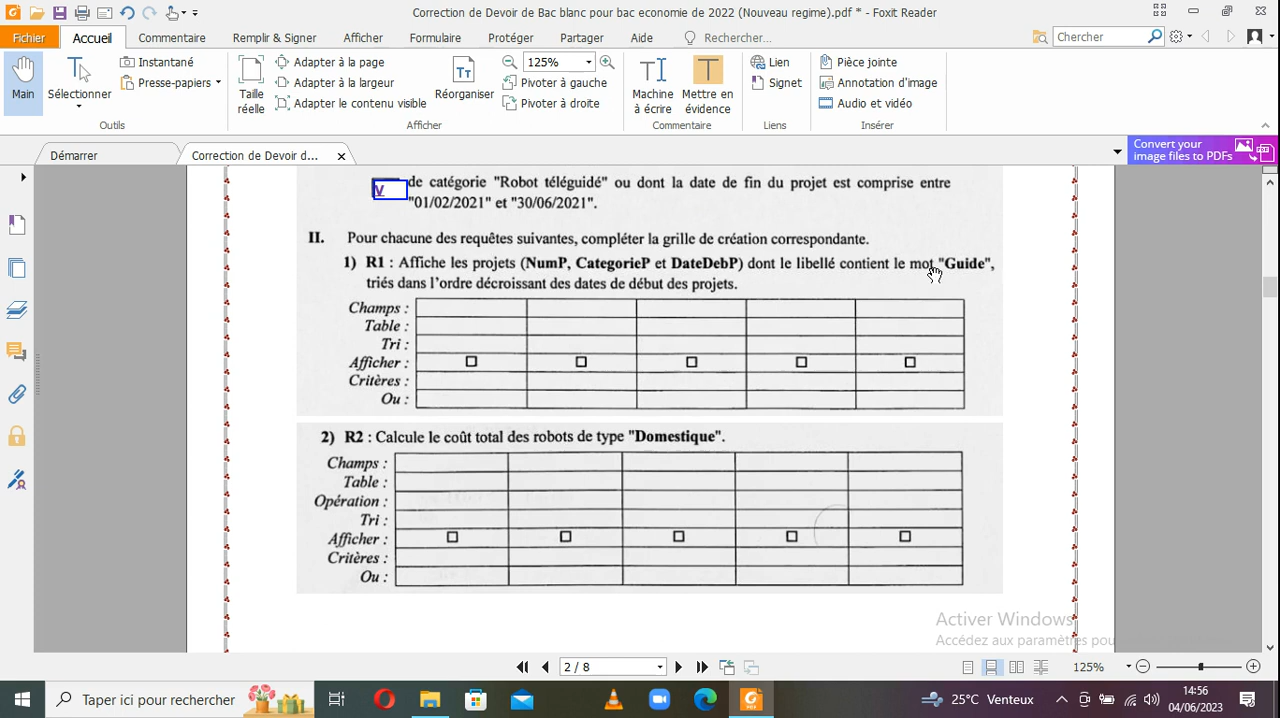 Correction de Devoir de Bac blanc pour bac economie de 2022 (Nouveau regime).pdf * - Foxit Reader
Fichier Accueil Commentaire Remplir & Signer Afficher Formulaire Protéger Partager Aide Rechercher... Chercher
Main
Sélectionner
Instantané
Presse-papiers
Outils
Taille réelle
Adapter à la page
Adapter à la largeur
Adapter le contenu visible
Réorganiser
125%
Pivoter à gauche
Pivoter à droite
Afficher
Machine à écrire
Mettre en évidence
Commentaire
Lien
Signet
Liens
Pièce jointe
Annotation d'image
Audio et vidéo
Insérer
Démarrer
Correction de Devoir d...
Convert your
image files to PDFs
PDF
V de catégorie "Robot téléguidé" ou dont la date de fin du projet est comprise entre
"01/02/2021" et "30/06/2021".
II. Pour chacune des requêtes suivantes, compléter la grille de création correspondante.
1) R1 : Affiche les projets (NumP, CategorieP et DateDebP) dont le libellé contient le mot "Guide",
triés dans l'ordre décroissant des dates de début des projets.
Champs :
Table :
Tri :
Afficher :
Critères :
Ou :
2) R2 : Calcule le coût total des robots de type "Domestique".
Champs :
Table :
Opération :
Tri :
Afficher :
Critères :
Ou :
Activer Windows
Accédez aux paramètres pou
2 / 8
125%
Taper ici pour rechercher
25°C Venteux
14:56
04/06/2023